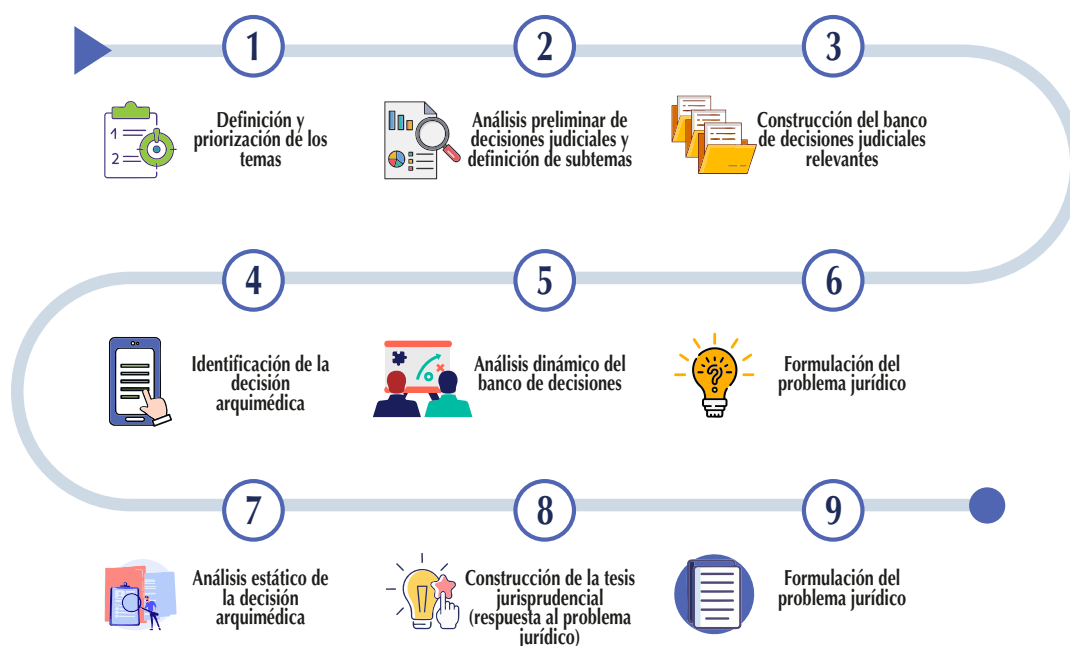 1
2
3
Definición y
priorización de los
temas
Análisis preliminar de
decisiones judiciales y
definición de subtemas
Construcción del banco
de decisiones judiciales
relevantes
1
2
4
5
6
Identificación de la
decisión
arquimédica
Análisis dinámico del
banco de decisiones
Formulación del
problema jurídico
?
7
8
9
Análisis estático de
la decisión
arquimédica
Construcción de la tesis
jurisprudencial
(respuesta al problema
jurídico)
Formulación del
problema jurídico